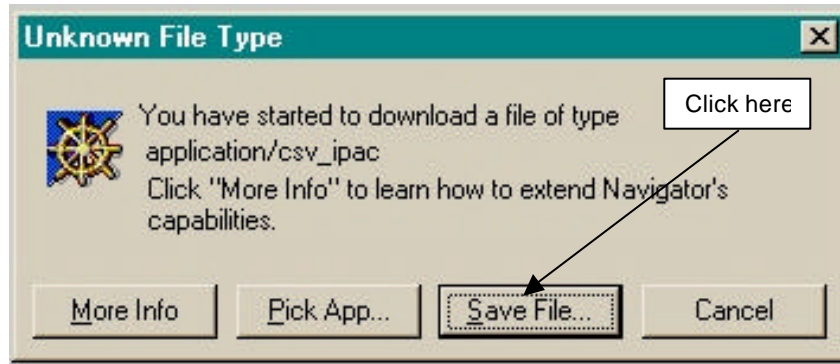 Unknown File Type
Click here
You have started to download a file of type
application/csv_ipac
Click "More Info" to learn how to extend Navigator's
capabilities.
More Info
Pick App...
Save File...
Cancel